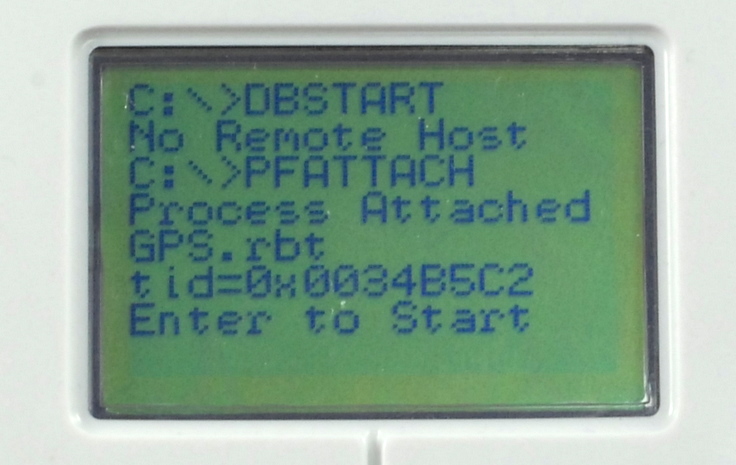 C:\>DBSTART
No Remote Host
C:\>PFATTACH
Process Attached
GPS.rbt
tid=0x0034B5C2
Enter to Start